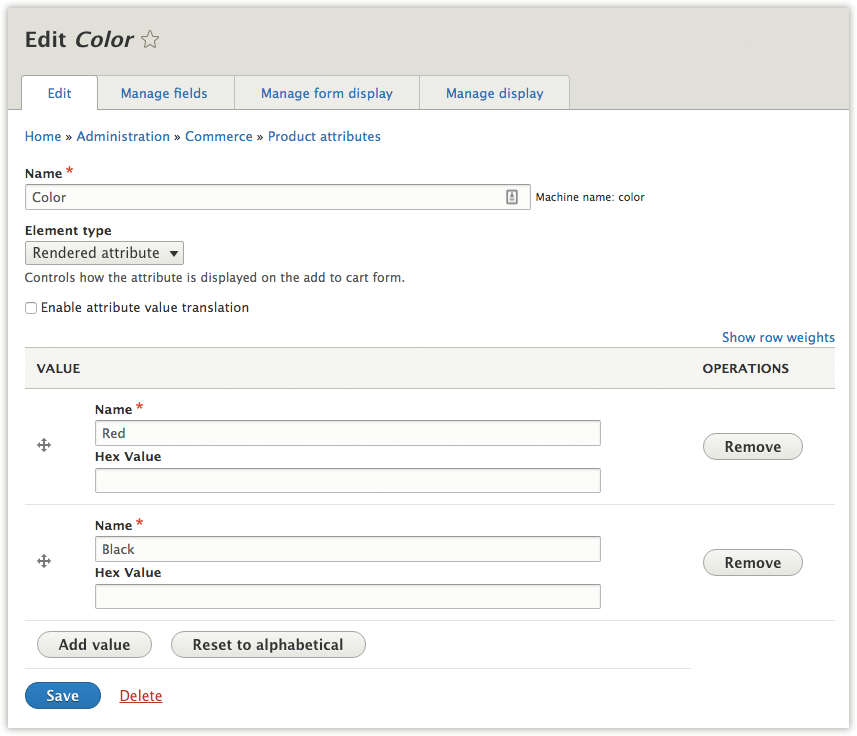 Edit Color
Edit Manage fields Manage form display Manage display
Home » Administration » Commerce » Product attributes
Name *
Color Machine name: color
Element type
Rendered attribute
Controls how the attribute is displayed on the add to cart form.
Enable attribute value translation
Show row weights
VALUE OPERATIONS
Name *
Red
Remove
Hex Value
Name *
Black
Remove
Hex Value
Add value Reset to alphabetical
Save Delete